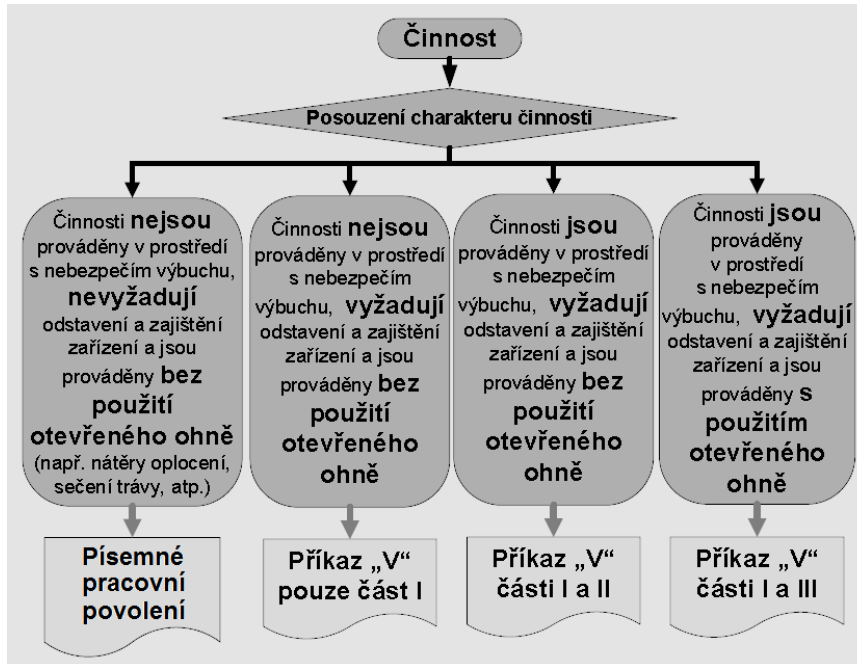 Činnost
Posouzení charakteru činnosti
Činnosti nejsou
prováděny v prostředí
s nebezpečím výbuchu,
nevyžadují
odstavení a zajištění
zařízení a jsou
prováděny bez
použití
otevřeného ohně
(např. nátěry oplocení,
sečení trávy, atp.)
Činnosti nejsou
prováděny v prostředí
s nebezpečím
výbuchu, vyžadují
odstavení a zajištění
zařízení a jsou
prováděny bez
použití
otevřeného
ohně
Činnosti jsou
prováděny v prostředí
s nebezpečím
výbuchu, vyžadují
odstavení a zajištění
zařízení a jsou
prováděny bez
použití
otevřeného
ohně
Činnosti jsou
prováděny
v prostředí
s nebezpečím
výbuchu, vyžadují
odstavení a zajištění
zařízení a jsou
prováděny s
použitím
otevřeného
ohně
Písemné
pracovní
povolení
Příkaz „V“
pouze část I
Příkaz „V“
části I a II
Příkaz „V“
části I a III